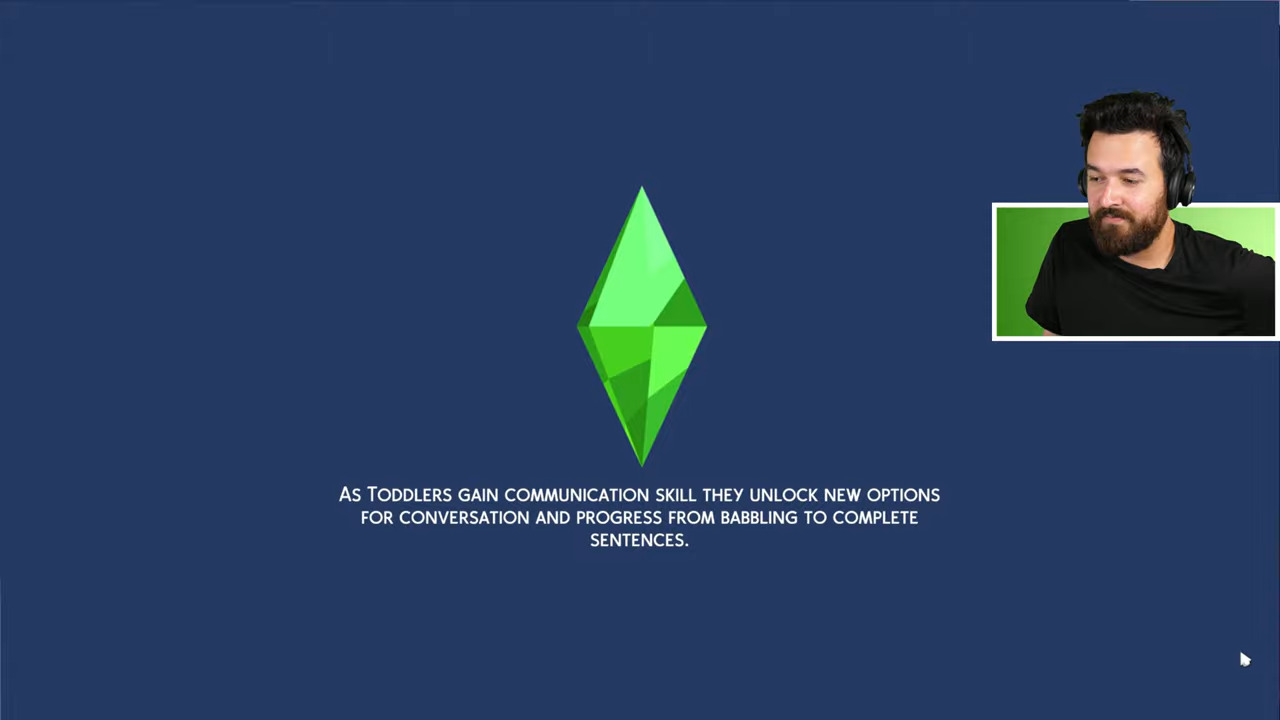 As Toddlers gain communication skill they unlock new options
for conversation and progress from babbling to complete
sentences.